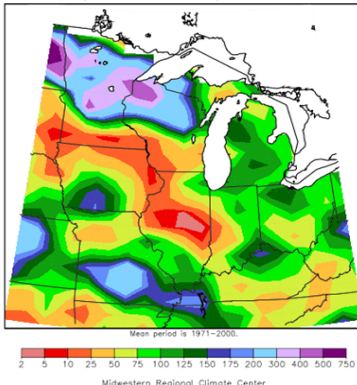 Mean period is 1971-2000.
2 5 10 25 50 75 100 125 150 175 200 300 400 500 750
Midwestern Regional Climate Center